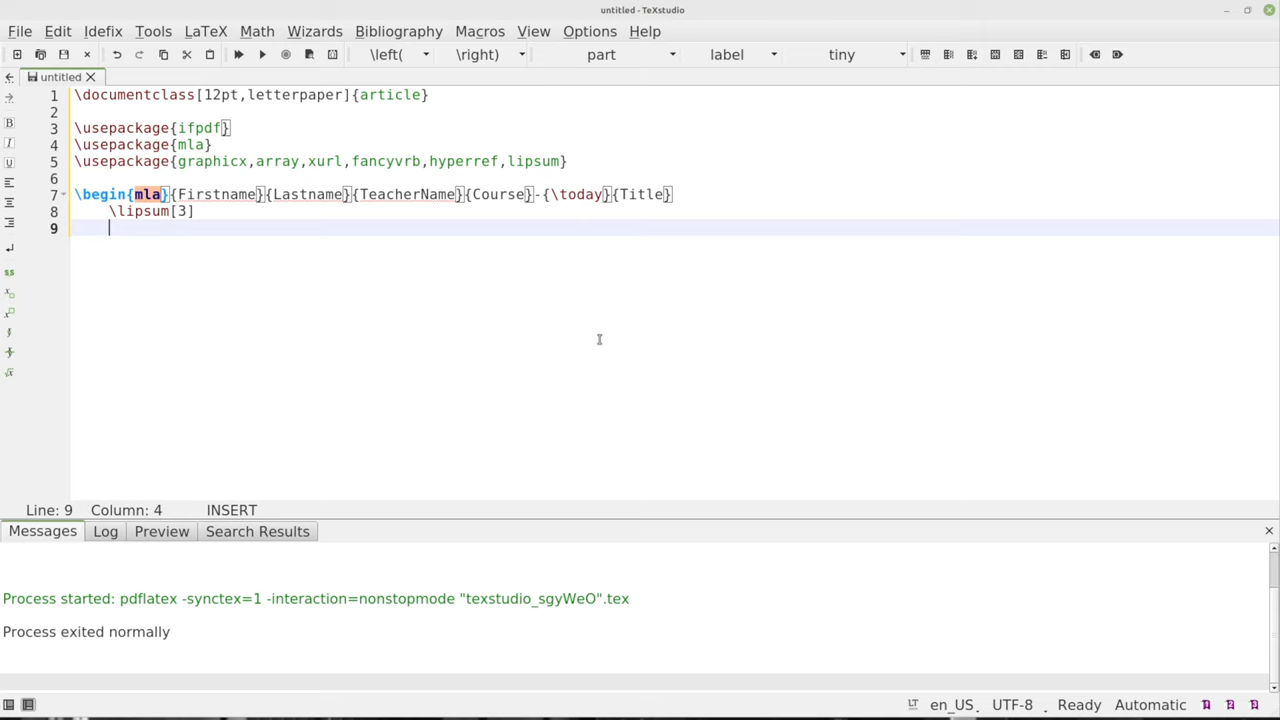 untitled - TeXstudio
File Edit Idefix Tools LaTeX Math Wizards Bibliography Macros View Options Help
\left( \right) part label tiny
untitled
1 \documentclass[12pt,letterpaper]{article}
2
3 \usepackage{ifpdf}
4 \usepackage{mla}
5 \usepackage{graphicx,array,xurl,fancyvrb,hyperref,lipsum}
6
7 \begin{mla}{Firstname}{Lastname}{TeacherName}{Course}-{\today}{Title}
8 \lipsum[3]
9
Line: 9 Column: 4 INSERT
Messages Log Preview Search Results
Process started: pdflatex -synctex=1 -interaction=nonstopmode "texstudio_sgyWeO".tex
Process exited normally
en_US UTF-8 Ready Automatic